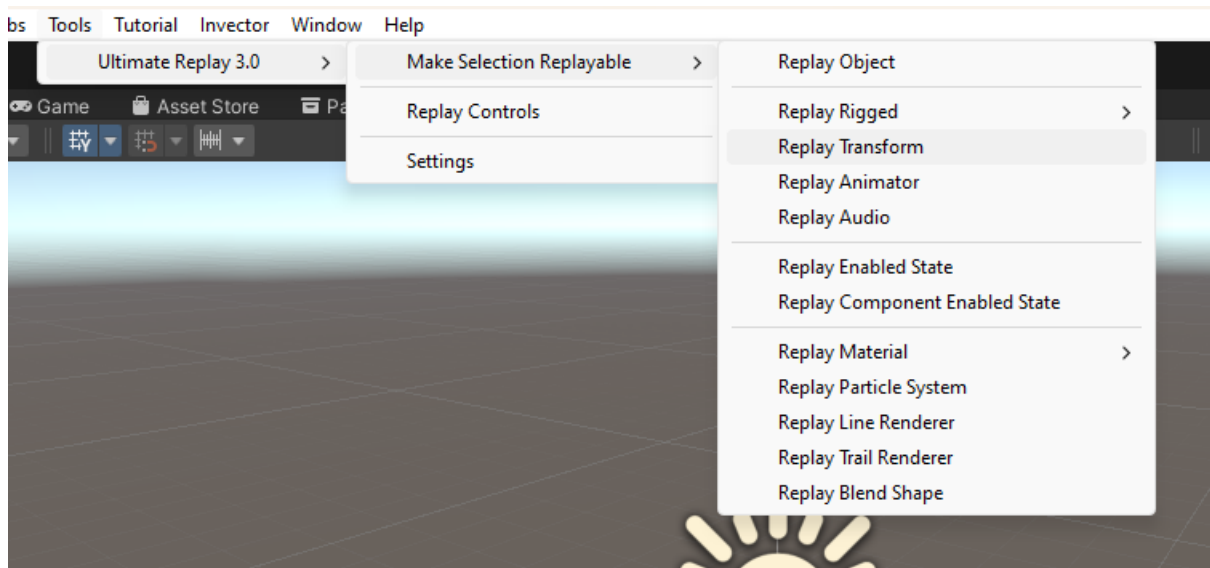 bs Tools Tutorial Invector Window Help
Ultimate Replay 3.0
Make Selection Replayable
Replay Object
Game Asset Store Pa
Replay Controls
Replay Rigged
Replay Transform
Settings
Replay Animator
Replay Audio
Replay Enabled State
Replay Component Enabled State
Replay Material
Replay Particle System
Replay Line Renderer
Replay Trail Renderer
Replay Blend Shape